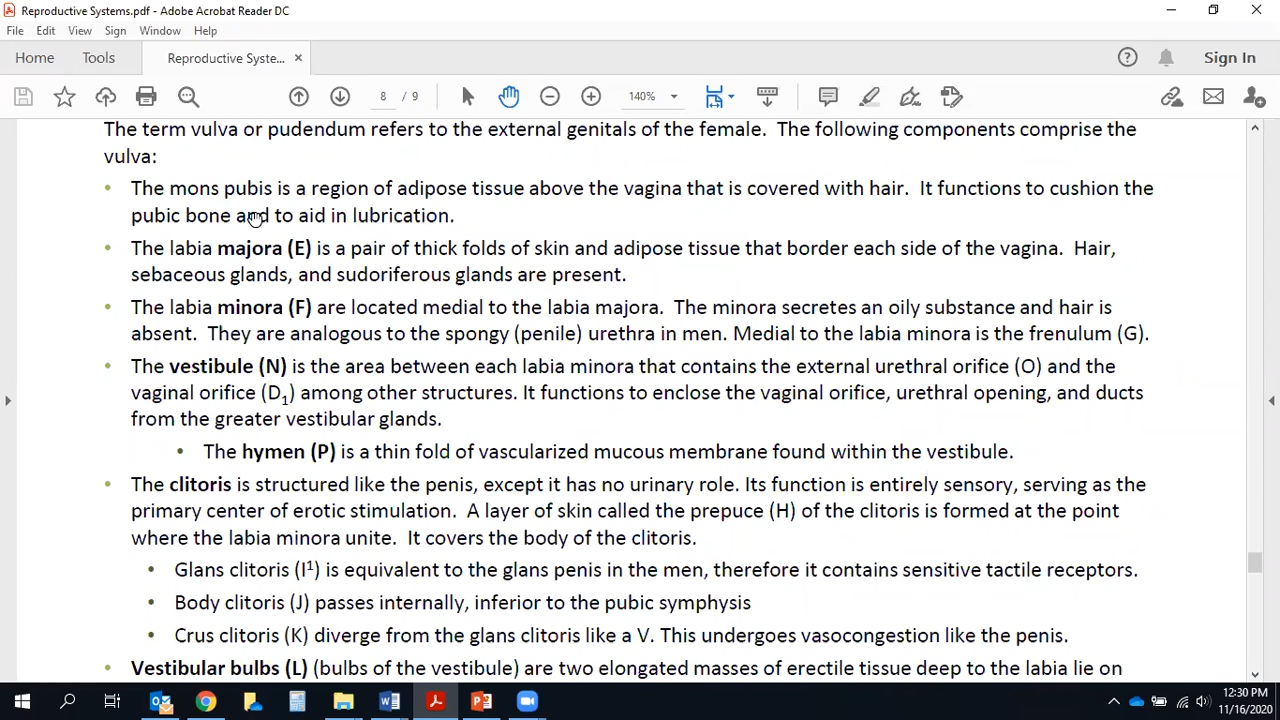 Reproductive Systems.pdf - Adobe Acrobat Reader DC
File Edit View Sign Window Help
Home Tools Reproductive Syste... × Sign In
8 / 9 140%
The term vulva or pudendum refers to the external genitals of the female. The following components comprise the
vulva:
• The mons pubis is a region of adipose tissue above the vagina that is covered with hair. It functions to cushion the
pubic bone and to aid in lubrication.
• The labia majora (E) is a pair of thick folds of skin and adipose tissue that border each side of the vagina. Hair,
sebaceous glands, and sudoriferous glands are present.
• The labia minora (F) are located medial to the labia majora. The minora secretes an oily substance and hair is
absent. They are analogous to the spongy (penile) urethra in men. Medial to the labia minora is the frenulum (G).
• The vestibule (N) is the area between each labia minora that contains the external urethral orifice (O) and the
vaginal orifice (D₁) among other structures. It functions to enclose the vaginal orifice, urethral opening, and ducts
from the greater vestibular glands.
• The hymen (P) is a thin fold of vascularized mucous membrane found within the vestibule.
• The clitoris is structured like the penis, except it has no urinary role. Its function is entirely sensory, serving as the
primary center of erotic stimulation. A layer of skin called the prepuce (H) of the clitoris is formed at the point
where the labia minora unite. It covers the body of the clitoris.
• Glans clitoris (I¹) is equivalent to the glans penis in the men, therefore it contains sensitive tactile receptors.
• Body clitoris (J) passes internally, inferior to the pubic symphysis
• Crus clitoris (K) diverge from the glans clitoris like a V. This undergoes vasocongestion like the penis.
• Vestibular bulbs (L) (bulbs of the vestibule) are two elongated masses of erectile tissue deep to the labia lie on
12:30 PM
11/16/2020